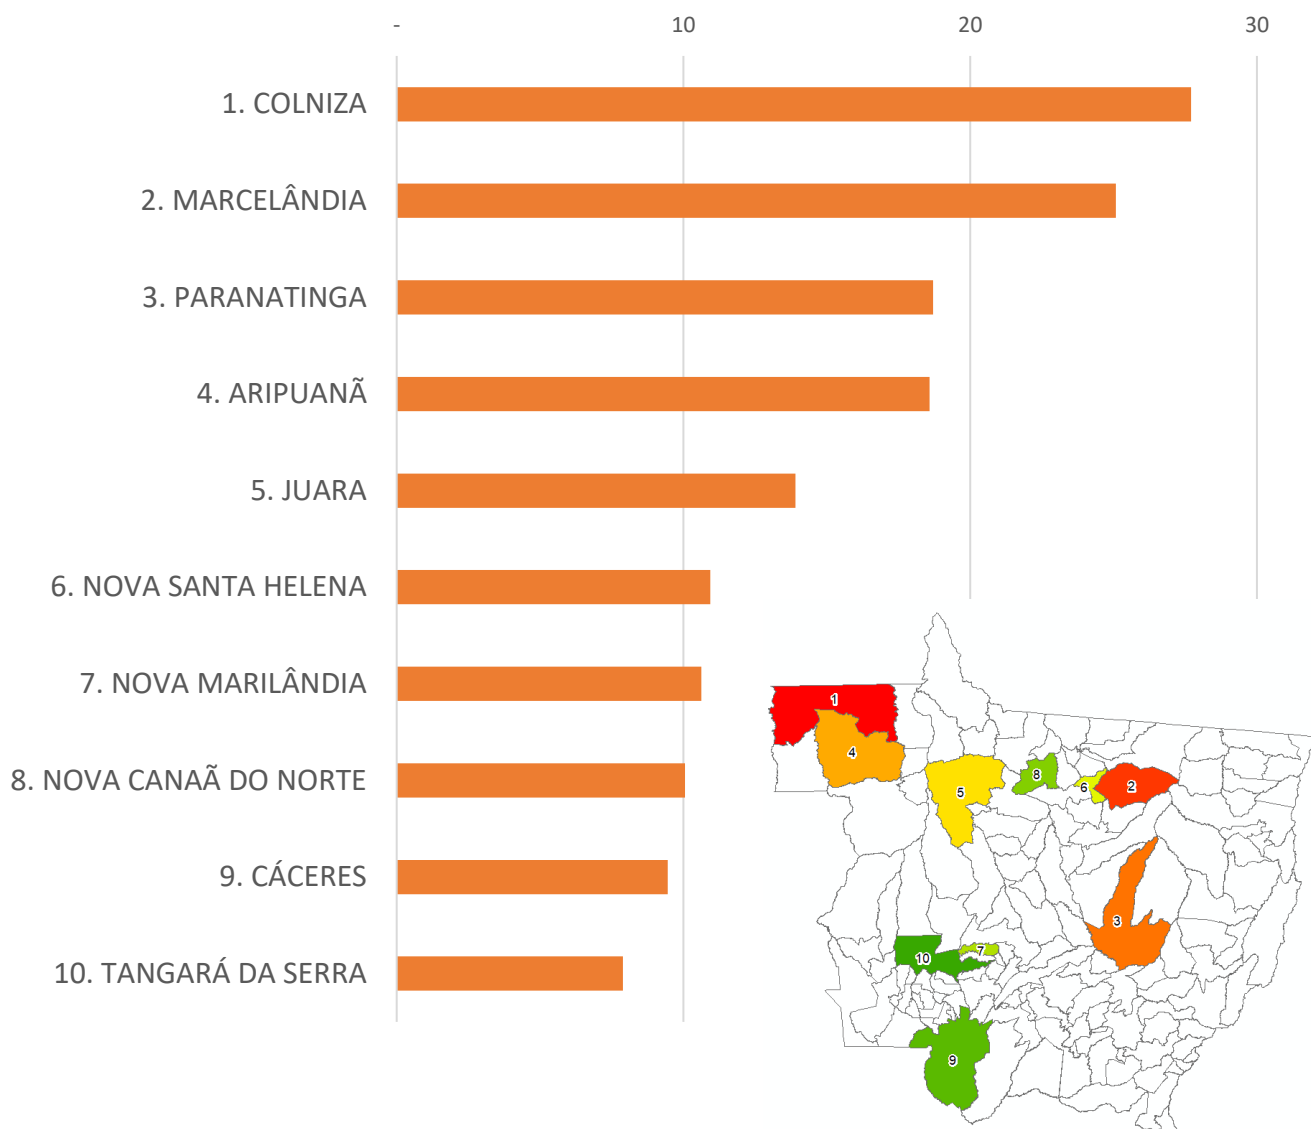 - 10 20 30
1. COLNIZA
2. MARCELÂNDIA
3. PARANATINGA
4. ARIPUANÃ
5. JUARA
6. NOVA SANTA HELENA
7. NOVA MARILÂNDIA
8. NOVA CANAÃ DO NORTE
9. CÁCERES
10. TANGARÁ DA SERRA
1
4
8
5
6
2
3
7
10
9